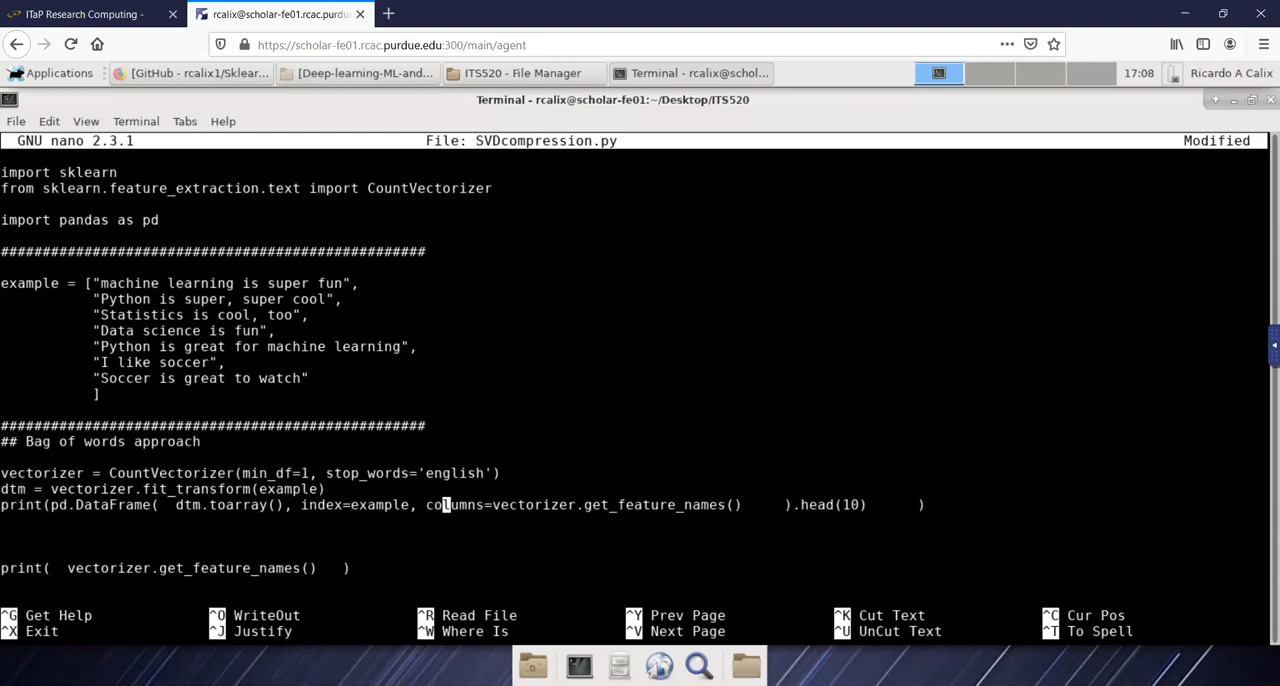 ITaP Research Computing -
rcalix@scholar-fe01.rcac.purdue
https://scholar-fe01.rcac.purdue.edu:300/main/agent
Applications
[GitHub - rcalix1/Sklear...
[Deep-learning-ML-and...
ITS520 - File Manager
Terminal - rcalix@schol...
17:08
Ricardo A Calix
Terminal - rcalix@scholar-fe01:~/Desktop/ITS520
File Edit View Terminal Tabs Help
GNU nano 2.3.1 File: SVDcompression.py Modified
import sklearn
from sklearn.feature_extraction.text import CountVectorizer
import pandas as pd
###################################################
example = ["machine learning is super fun",
"Python is super, super cool",
"Statistics is cool, too",
"Data science is fun",
"Python is great for machine learning",
"I like soccer",
"Soccer is great to watch"
]
###################################################
## Bag of words approach
vectorizer = CountVectorizer(min_df=1, stop_words='english')
dtm = vectorizer.fit_transform(example)
print(pd.DataFrame(  dtm.toarray(), index=example, columns=vectorizer.get_feature_names()     ).head(10)      )
print(  vectorizer.get_feature_names()   )
^G Get Help ^O WriteOut ^R Read File ^Y Prev Page ^K Cut Text ^C Cur Pos
^X Exit ^J Justify ^W Where Is ^V Next Page ^U UnCut Text ^T To Spell